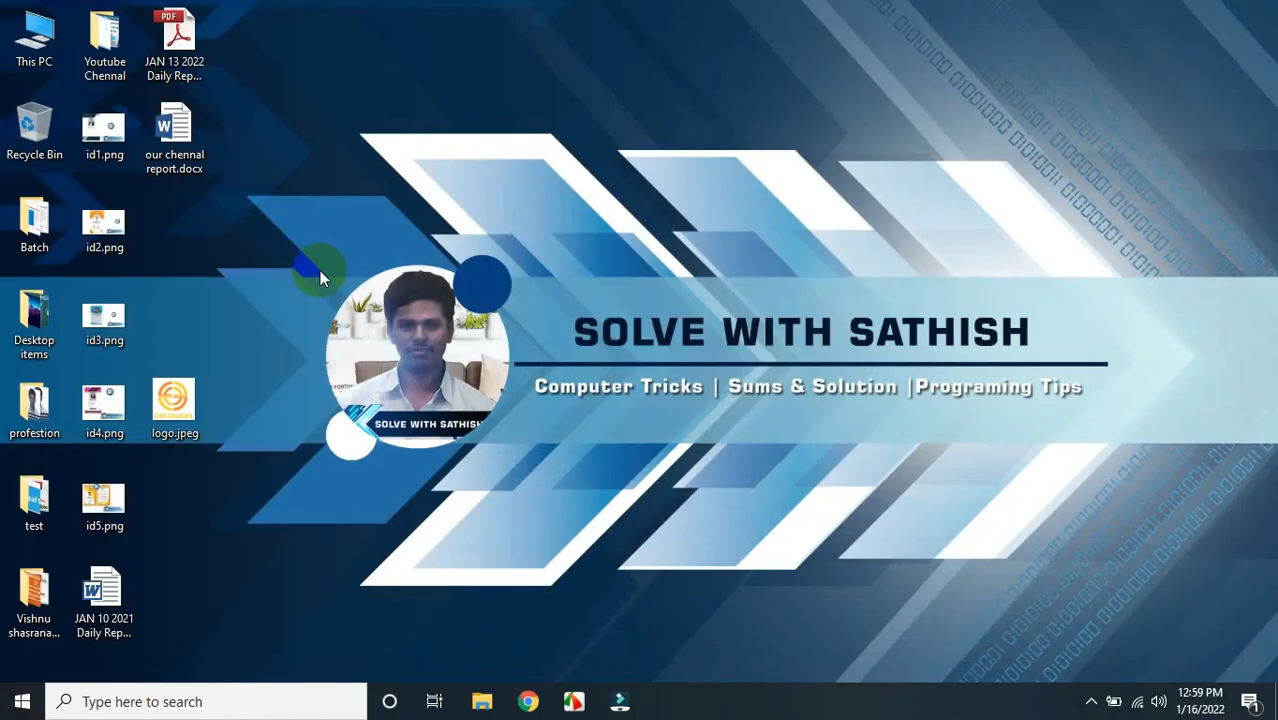 This PC
Youtube
Chennal
PDF
JAN 13 2022
Daily Rep...
Recycle Bin
id1.png
our chennal
report.docx
Batch
id2.png
Desktop
items
id3.png
profestion
id4.png
logo.jpeg
test
id5.png
Vishnu
shasrana...
JAN 10 2021
Daily Rep...
SOLVE WITH SATHISH
Computer Tricks | Sums & Solution |Programing Tips
SOLVE WITH SATHISH
Type here to search
12:59 PM
1/16/2022
1